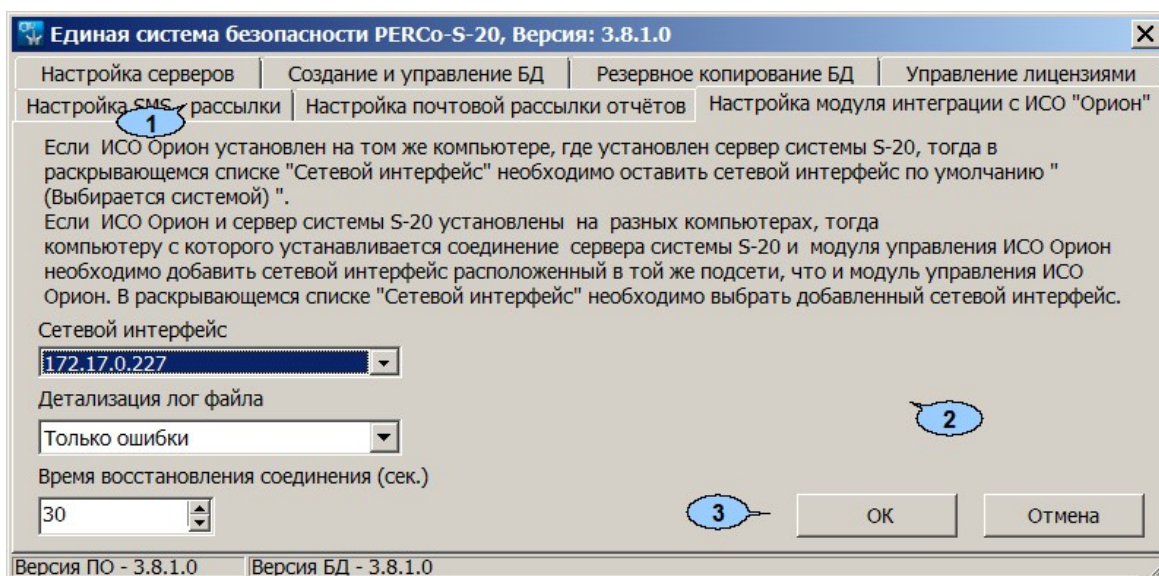 Единая система безопасности PERCo-S-20, Версия: 3.8.1.0
Настройка серверов Создание и управление БД Резервное копирование БД Управление лицензиями
Настройка SMS - рассылки Настройка почтовой рассылки отчётов Настройка модуля интеграции с ИСО "Орион"
1
Если ИСО Орион установлен на том же компьютере, где установлен сервер системы S-20, тогда в
раскрывающемся списке "Сетевой интерфейс" необходимо оставить сетевой интерфейс по умолчанию "
(Выбирается системой) ".
Если ИСО Орион и сервер системы S-20 установлены на разных компьютерах, тогда
компьютеру с которого устанавливается соединение сервера системы S-20 и модуля управления ИСО Орион
необходимо добавить сетевой интерфейс расположенный в той же подсети, что и модуль управления ИСО
Орион. В раскрывающемся списке "Сетевой интерфейс" необходимо выбрать добавленный сетевой интерфейс.
Сетевой интерфейс
172.17.0.227
Детализация лог файла
2
Только ошибки
Время восстановления соединения (сек.)
30
3 ОК Отмена
Версия ПО - 3.8.1.0 Версия БД - 3.8.1.0